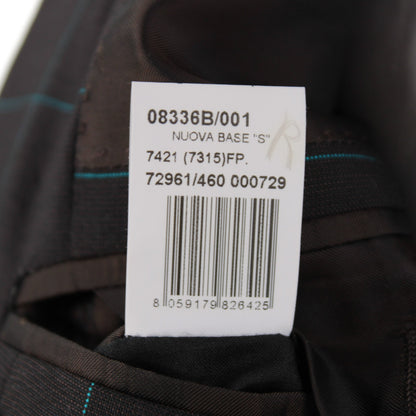 08336B/001
NUOVA BASE "S"
R
7421 (7315)FP.
72961/460 000729
8 059179 826425